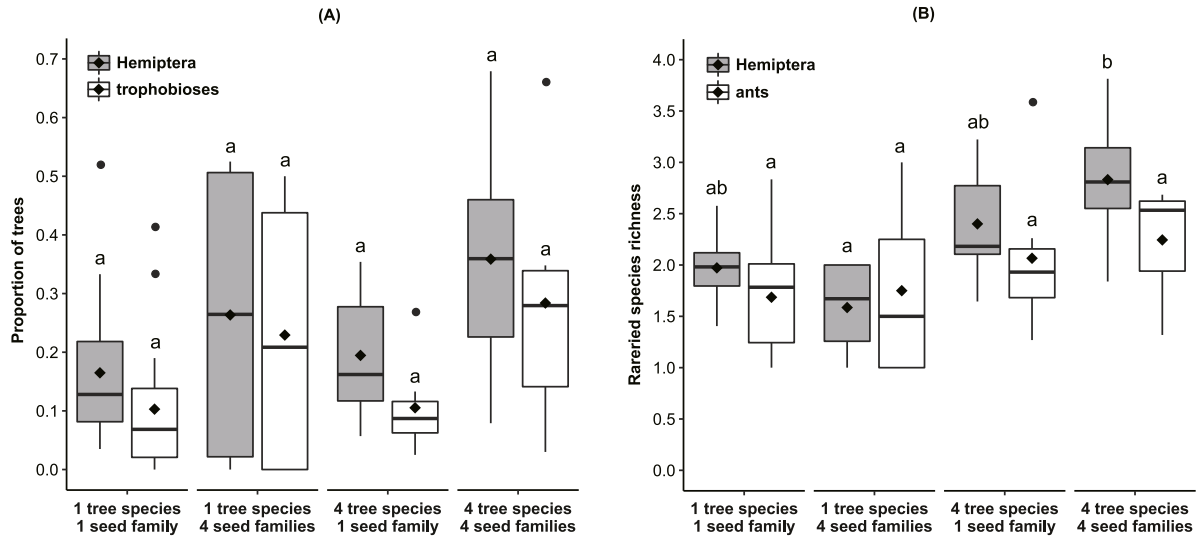 (A)
Proportion of trees
0.7
0.6
0.5
0.4
0.3
0.2
0.1
0.0
Hemiptera
trophobioses
a
a
a
a
a
a
a
a
1 tree species
1 seed family
1 tree species
4 seed families
4 tree species
1 seed family
4 tree species
4 seed families
(B)
Rareried species richness
4.0
3.5
3.0
2.5
2.0
1.5
1.0
0.5
0.0
Hemiptera
ants
ab
a
a
a
ab
a
b
a
1 tree species
1 seed family
1 tree species
4 seed families
4 tree species
1 seed family
4 tree species
4 seed families